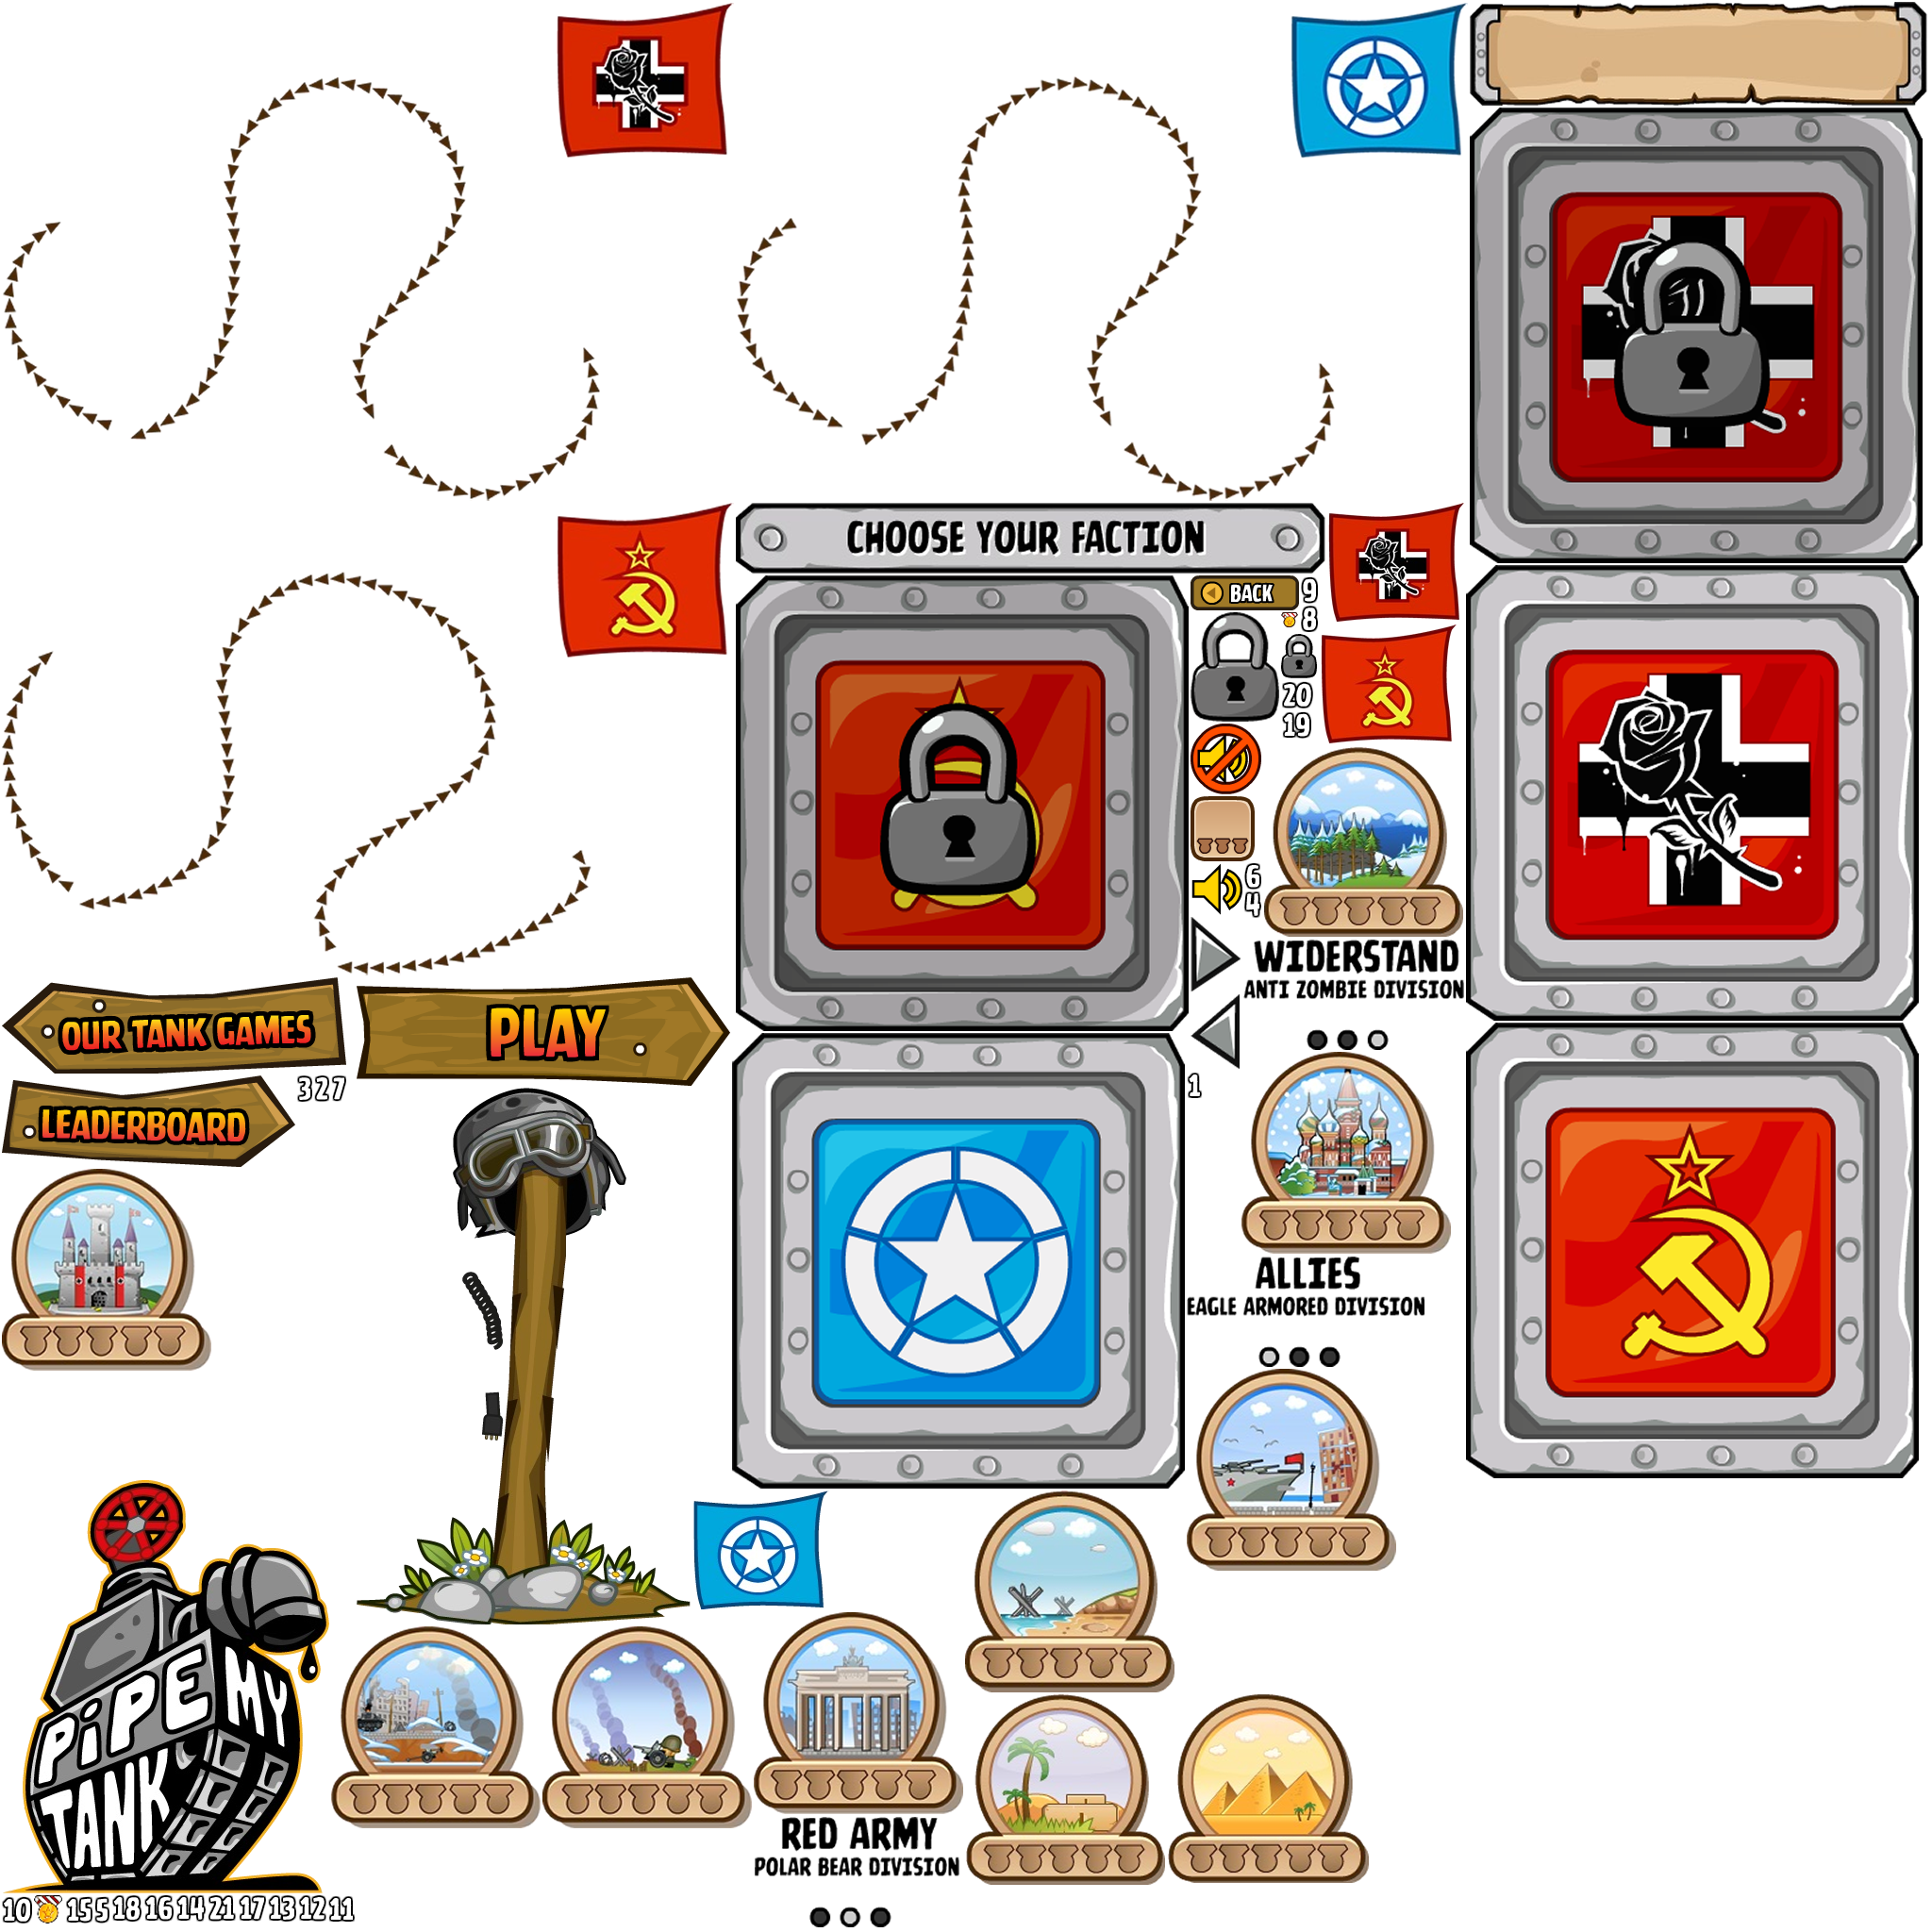 CHOOSE YOUR FACTION
BACK
9
8
20
19
6
4
WIDERSTAND
ANTI ZOMBIE DIVISION
OUR TANK GAMES
PLAY
327
LEADERBOARD
1
ALLIES
EAGLE ARMORED DIVISION
PiPE MY
TANK
RED ARMY
POLAR BEAR DIVISION
10 15 5 18 16 14 21 17 13 12 11